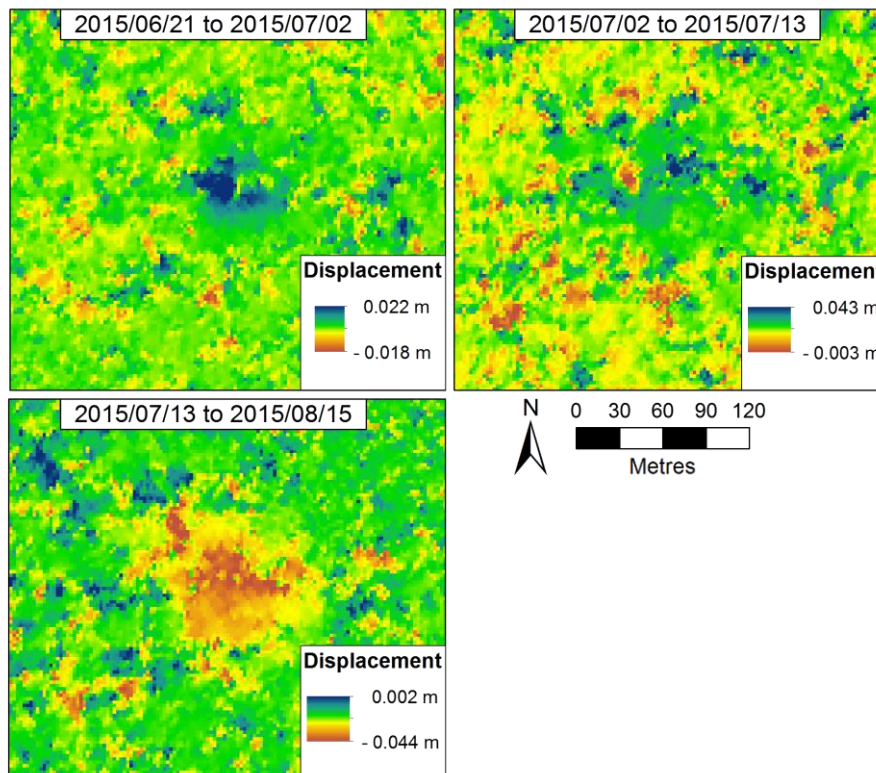 2015/06/21 to 2015/07/02
Displacement
0.022 m
- 0.018 m
2015/07/02 to 2015/07/13
Displacement
0.043 m
- 0.003 m
2015/07/13 to 2015/08/15
Displacement
0.002 m
- 0.044 m
N
0 30 60 90 120
Metres